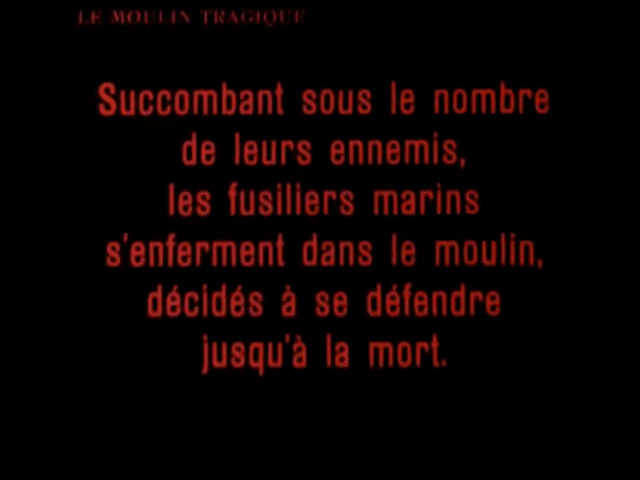 LE MOULIN TRAGIQUE
Succombant sous le nombre
de leurs ennemis,
les fusiliers marins
s'enferment dans le moulin,
décidés à se défendre
jusqu'à la mort.